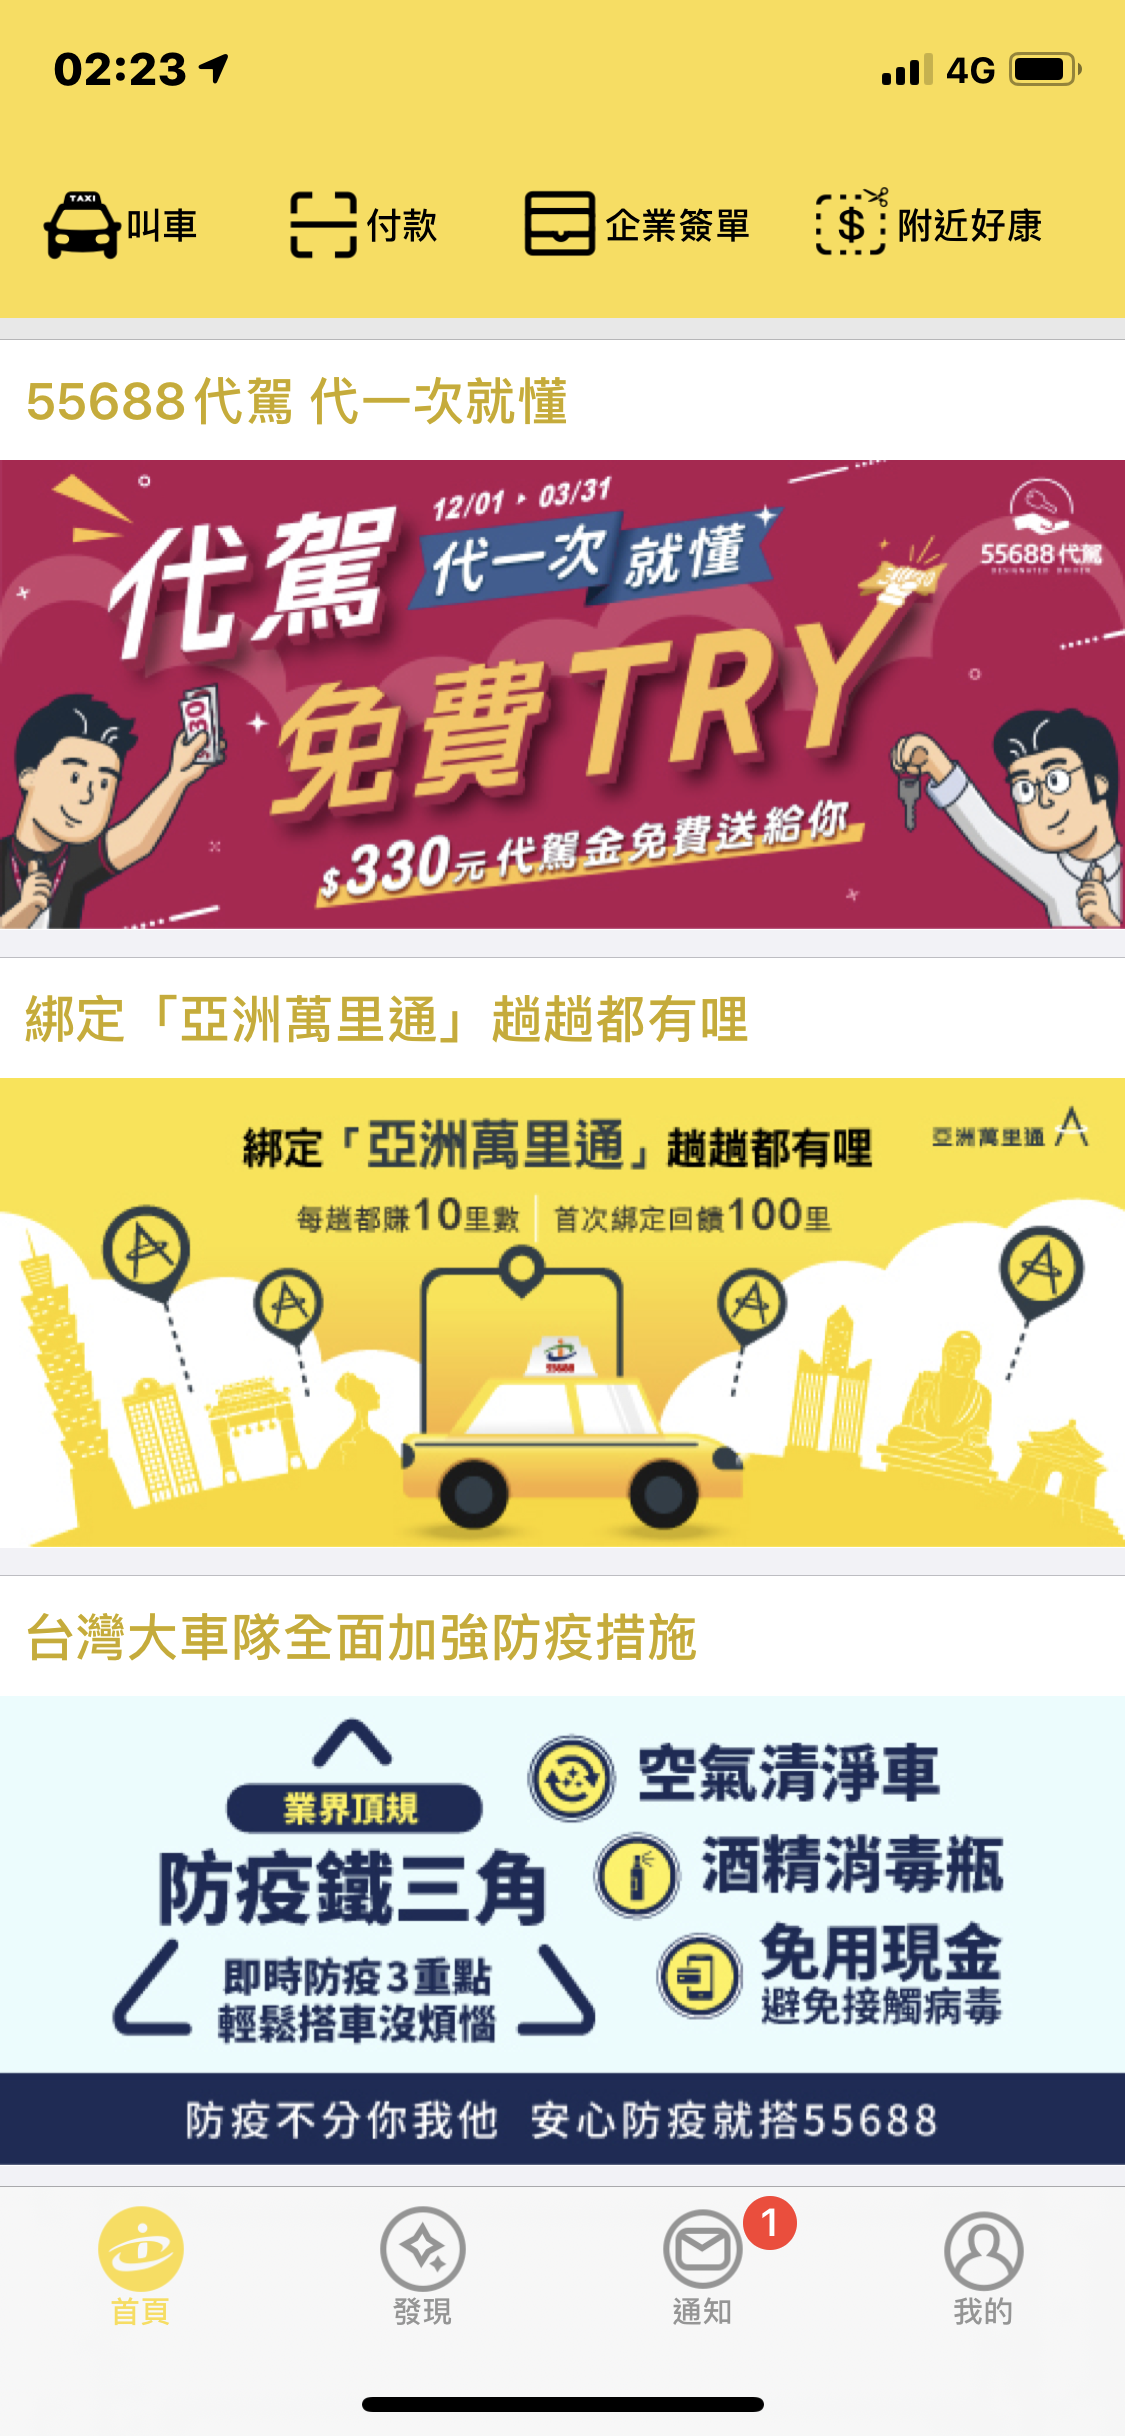 02:23
4G
TAXI
叫車
付款
企業簽單
附近好康
55688代駕 代一次就懂
12/01 ▸ 03/31
代駕
代一次 就懂
55688代駕
DESIGNATED DRIVER
免費TRY
$330元代駕金免費送給你
綁定「亞洲萬里通」趟趟都有哩
綁定「亞洲萬里通」趟趟都有哩
亞洲萬里通
每趟都賺10里數 | 首次綁定回饋100里
55688
台灣大車隊全面加強防疫措施
業界頂規
防疫鐵三角
即時防疫3重點
輕鬆搭車沒煩惱
空氣清淨車
酒精消毒瓶
免用現金
避免接觸病毒
防疫不分你我他 安心防疫就搭55688
首頁
發現
通知
1
我的